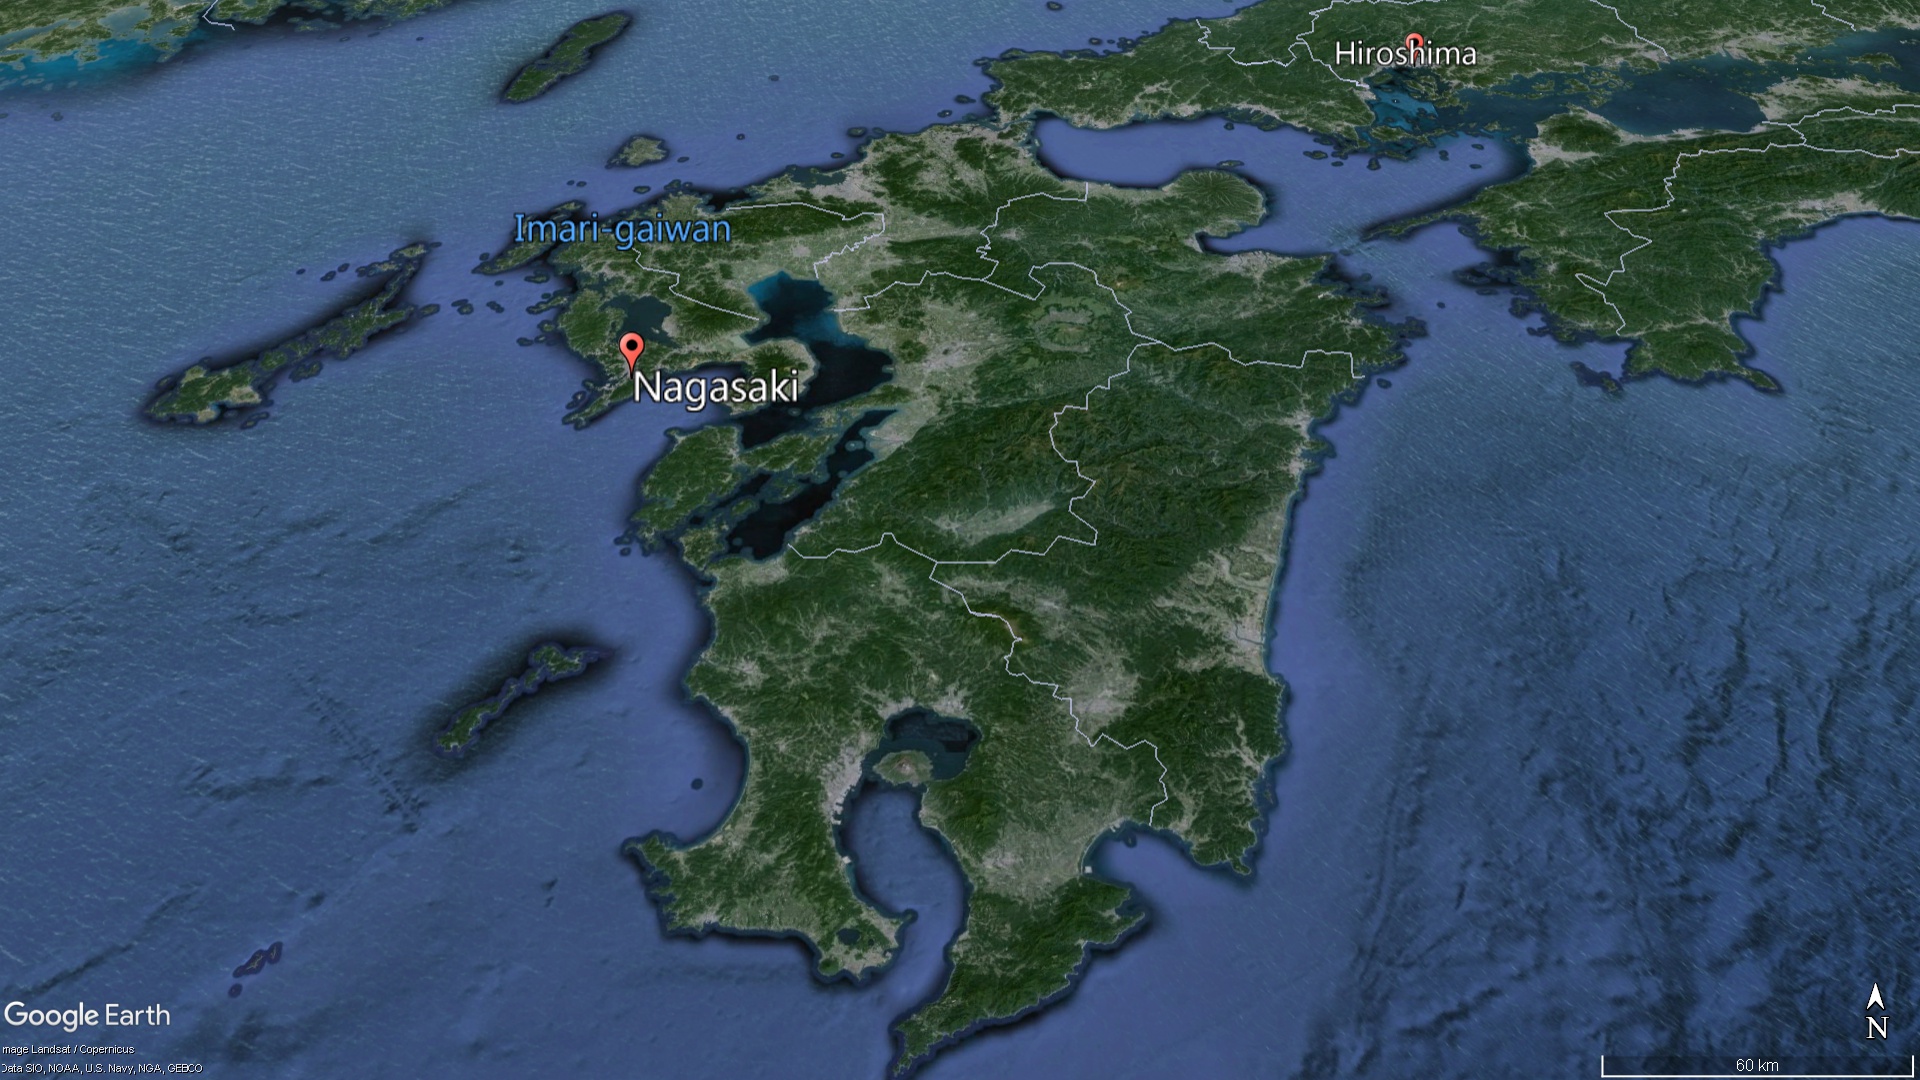 Hiroshima
Imari-gaiwan
Nagasaki
Google Earth
mage Landsat / Copernicus
Data SIO, NOAA, U.S. Navy, NGA, GEBCO
N
60 km